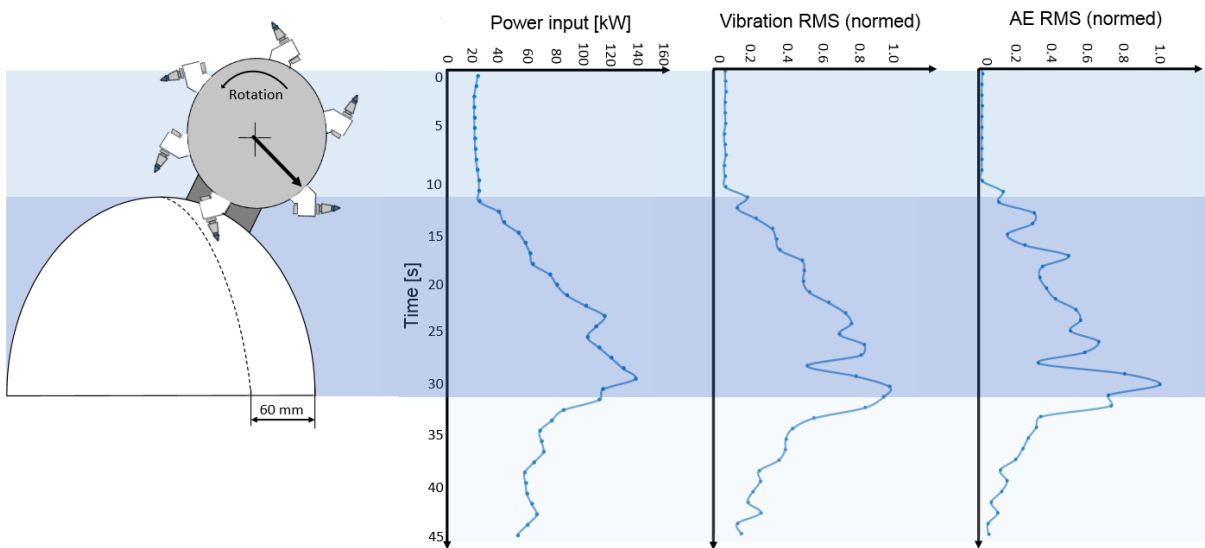 Power input [kW]
0 20 40 60 80 100 120 140 160
Vibration RMS (normed)
0.2 0.4 0.6 0.8 1.0
AE RMS (normed)
0.2 0.4 0.6 0.8 1.0
Rotation
60 mm
Time [s]
0
5
10
15
20
25
30
35
40
45